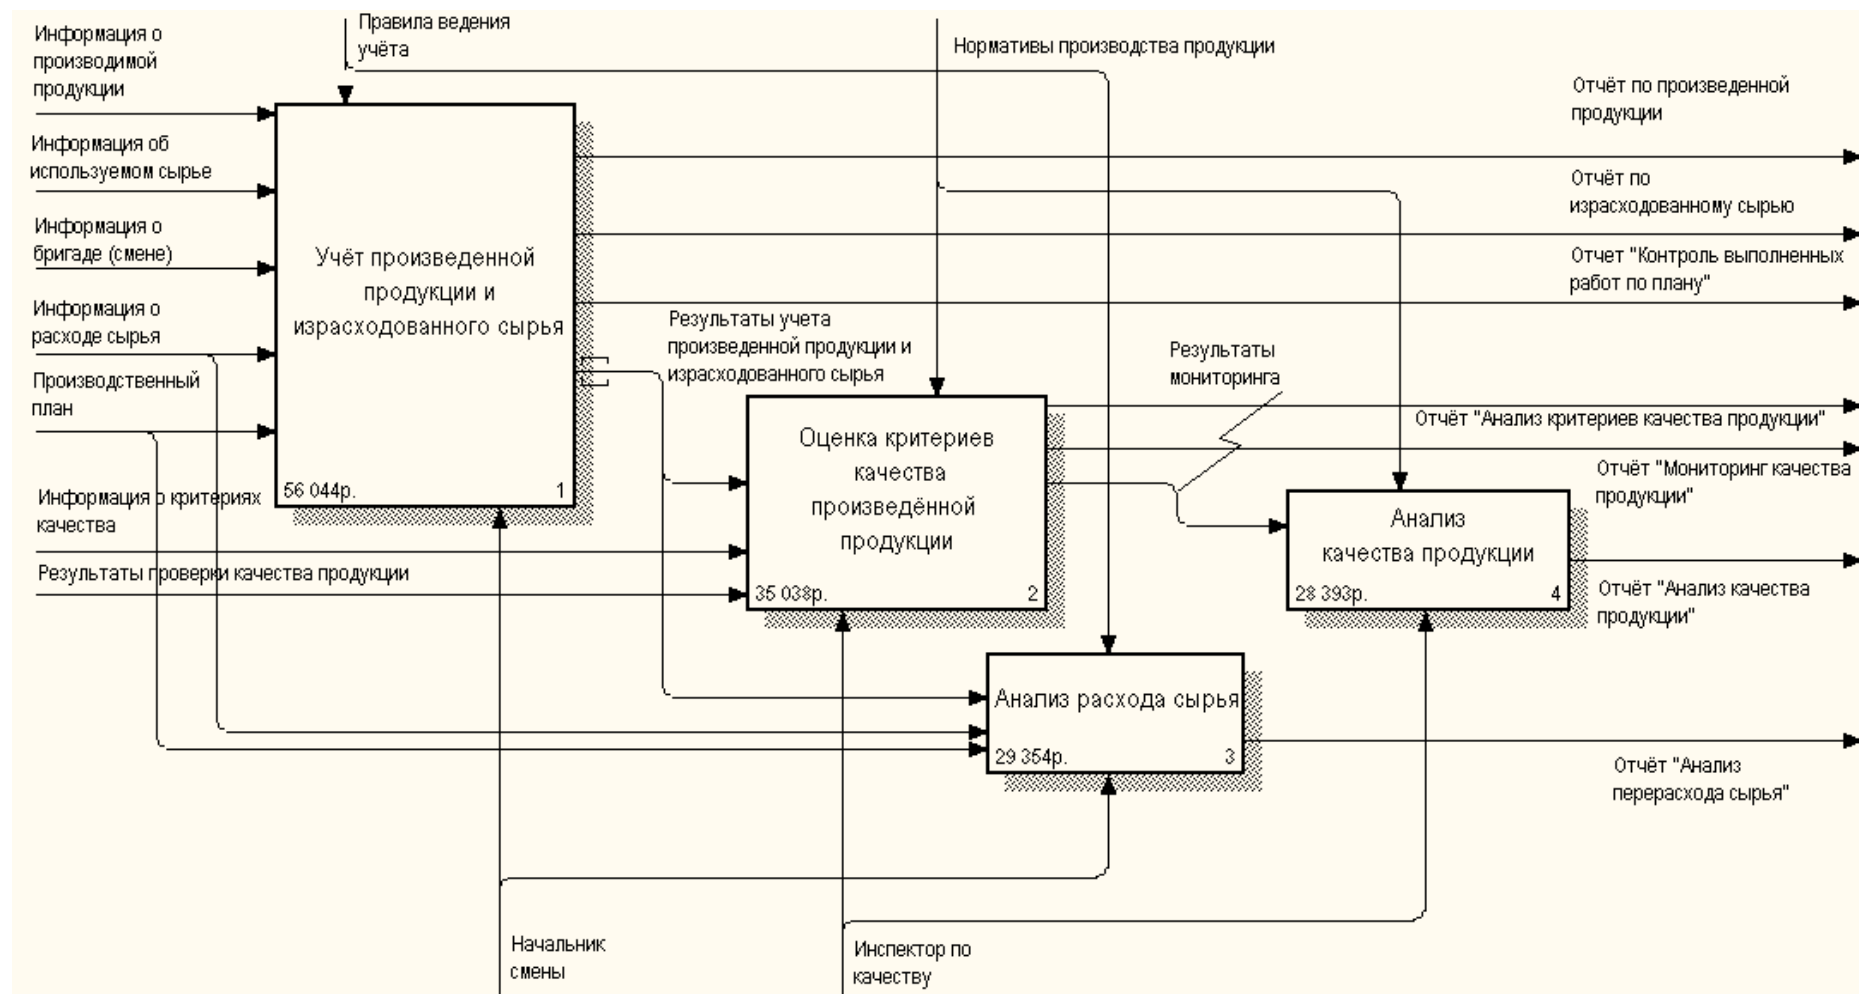 Информация о
производимой
продукции
Правила ведения
учёта
Нормативы производства продукции
Отчёт по произведенной
продукции
Информация об
используемом сырье
Отчёт по
израсходованному сырью
Информация о
бригаде (смене)
Отчет "Контроль выполненных
работ по плану"
Учёт произведенной
продукции и
израсходованного сырья
56 044р.
1
Информация о
расходе сырья
Производственный
план
Результаты учета
произведенной продукции и
израсходованного сырья
Результаты
мониторинга
Отчёт "Анализ критериев качества продукции"
Оценка критериев
качества
произведённой
продукции
35 038р.
2
Отчёт "Мониторинг качества
продукции"
Информация о критериях
качества
Результаты проверки качества продукции
Анализ
качества продукции
28 393р.
4
Отчёт "Анализ качества
продукции"
Анализ расхода сырья
29 354р.
3
Отчёт "Анализ
перерасхода сырья"
Начальник
смены
Инспектор по
качеству